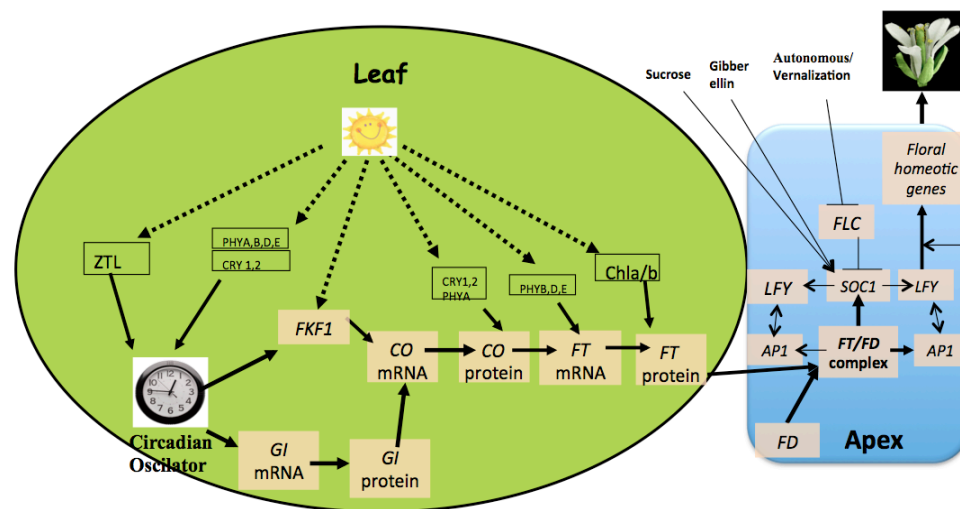 Leaf
Sucrose
Gibber
ellin
Autonomous/
Vernalization
Floral
homeotic
genes
ZTL
PHYA,B,D,E
CRY 1,2
CRY1,2
PHYA
PHYB,D,E
Chla/b
FLC
LFY
SOC1
LFY
FKF1
CO
mRNA
CO
protein
FT
mRNA
FT
protein
AP1
FT/FD
complex
AP1
Circadian
Oscilator
GI
mRNA
GI
protein
FD
Apex